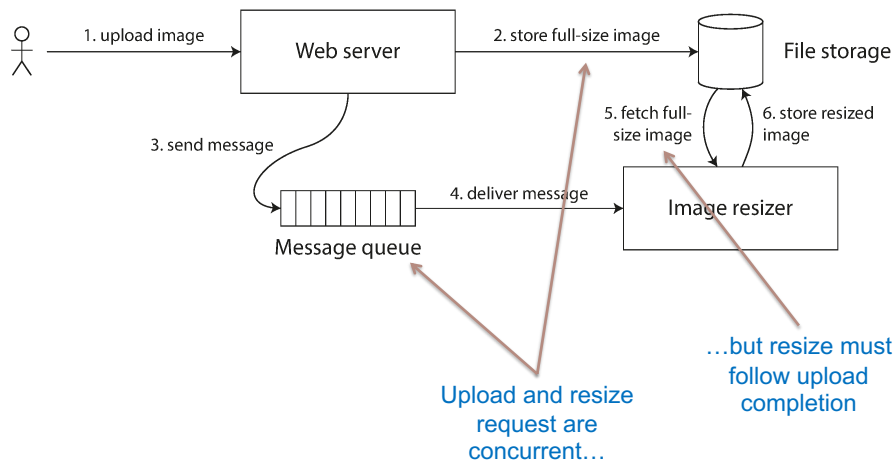 1. upload image
Web server
2. store full-size image
File storage
3. send message
5. fetch full-
size image
6. store resized
image
4. deliver message
Message queue
Image resizer
Upload and resize
request are
concurrent…
…but resize must
follow upload
completion